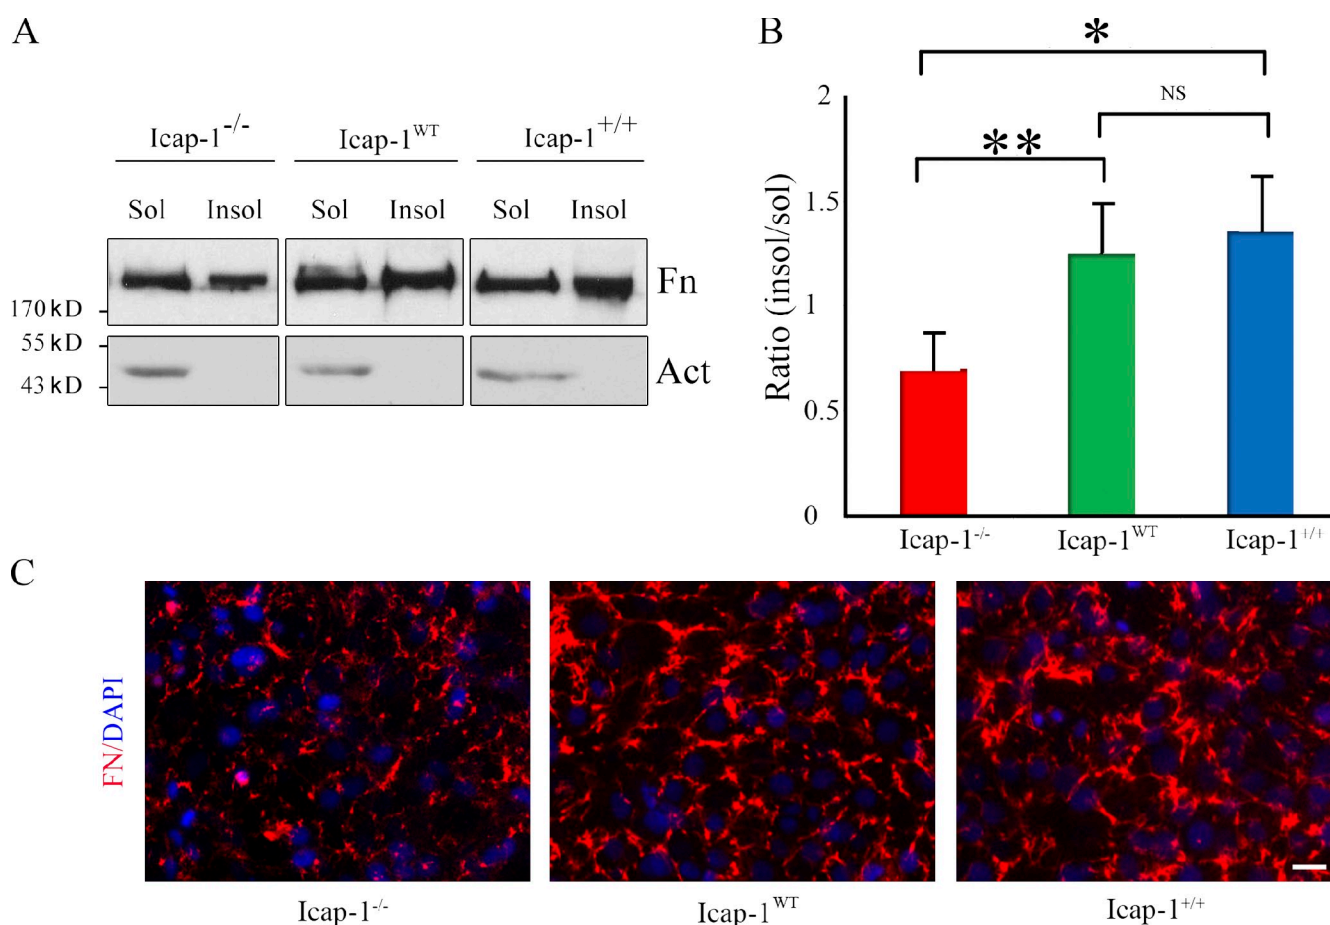 A
Icap-1-/- Icap-1WT Icap-1+/+
Sol Insol Sol Insol Sol Insol
Fn
170 kD
55 kD
Act
43 kD
B
*
NS
**
2
1.5
1
0.5
0
Ratio (insol/sol)
Icap-1-/- Icap-1WT Icap-1+/+
C
FN/DAPI
Icap-1-/- Icap-1WT Icap-1+/+